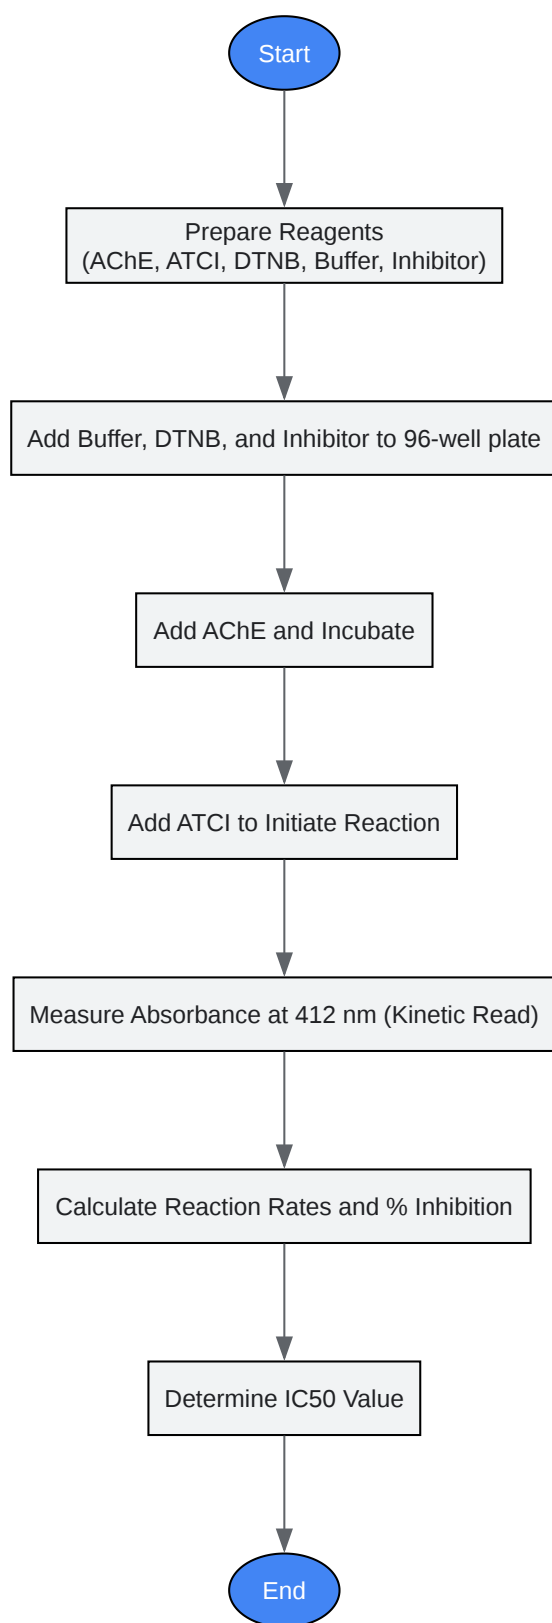 Start
Prepare Reagents
(AChE, ATCI, DTNB, Buffer, Inhibitor)
Add Buffer, DTNB, and Inhibitor to 96-well plate
Add AChE and Incubate
Add ATCI to Initiate Reaction
Measure Absorbance at 412 nm (Kinetic Read)
Calculate Reaction Rates and % Inhibition
Determine IC50 Value
End